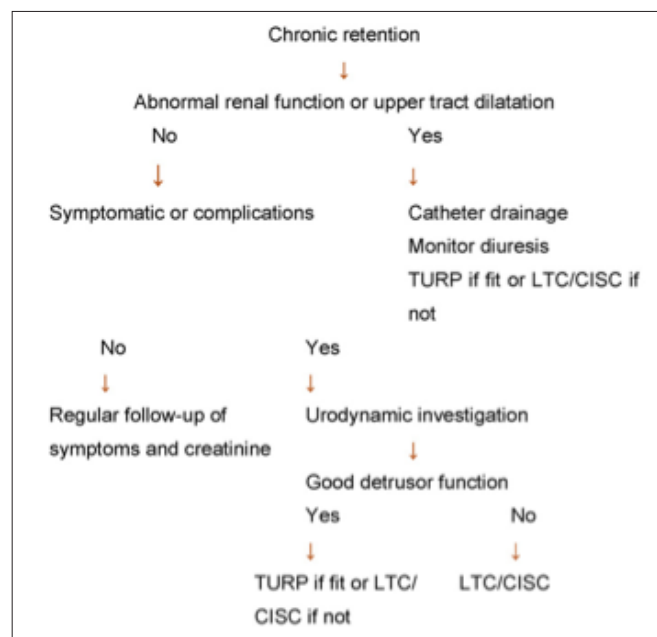 Chronic retention
↓
Abnormal renal function or upper tract dilatation
No Yes
↓ ↓
Symptomatic or complications Catheter drainage
Monitor diuresis
TURP if fit or LTC/CISC if
not
No Yes
↓ ↓
Regular follow-up of Urodynamic investigation
symptoms and creatinine ↓
Good detrusor function
Yes No
↓ ↓
TURP if fit or LTC/ LTC/CISC
CISC if not